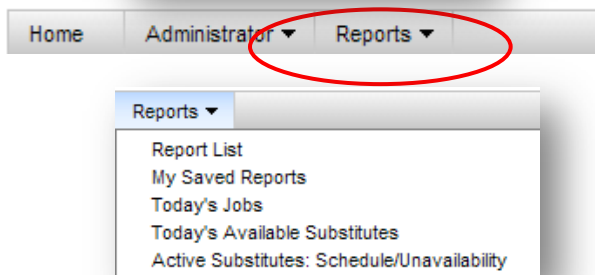 Home Administrator ▼ Reports ▼
Reports ▼
Report List
My Saved Reports
Today's Jobs
Today's Available Substitutes
Active Substitutes: Schedule/Unavailability